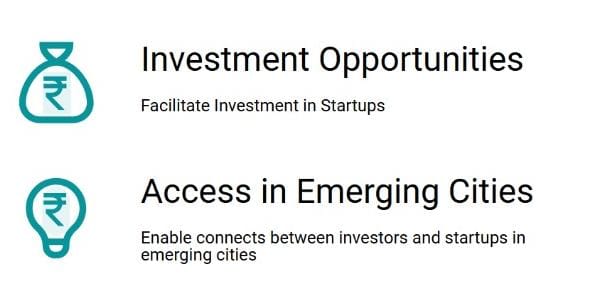 Investment Opportunities
Facilitate Investment in Startups
Access in Emerging Cities
Enable connects between investors and startups in
emerging cities
₹
₹